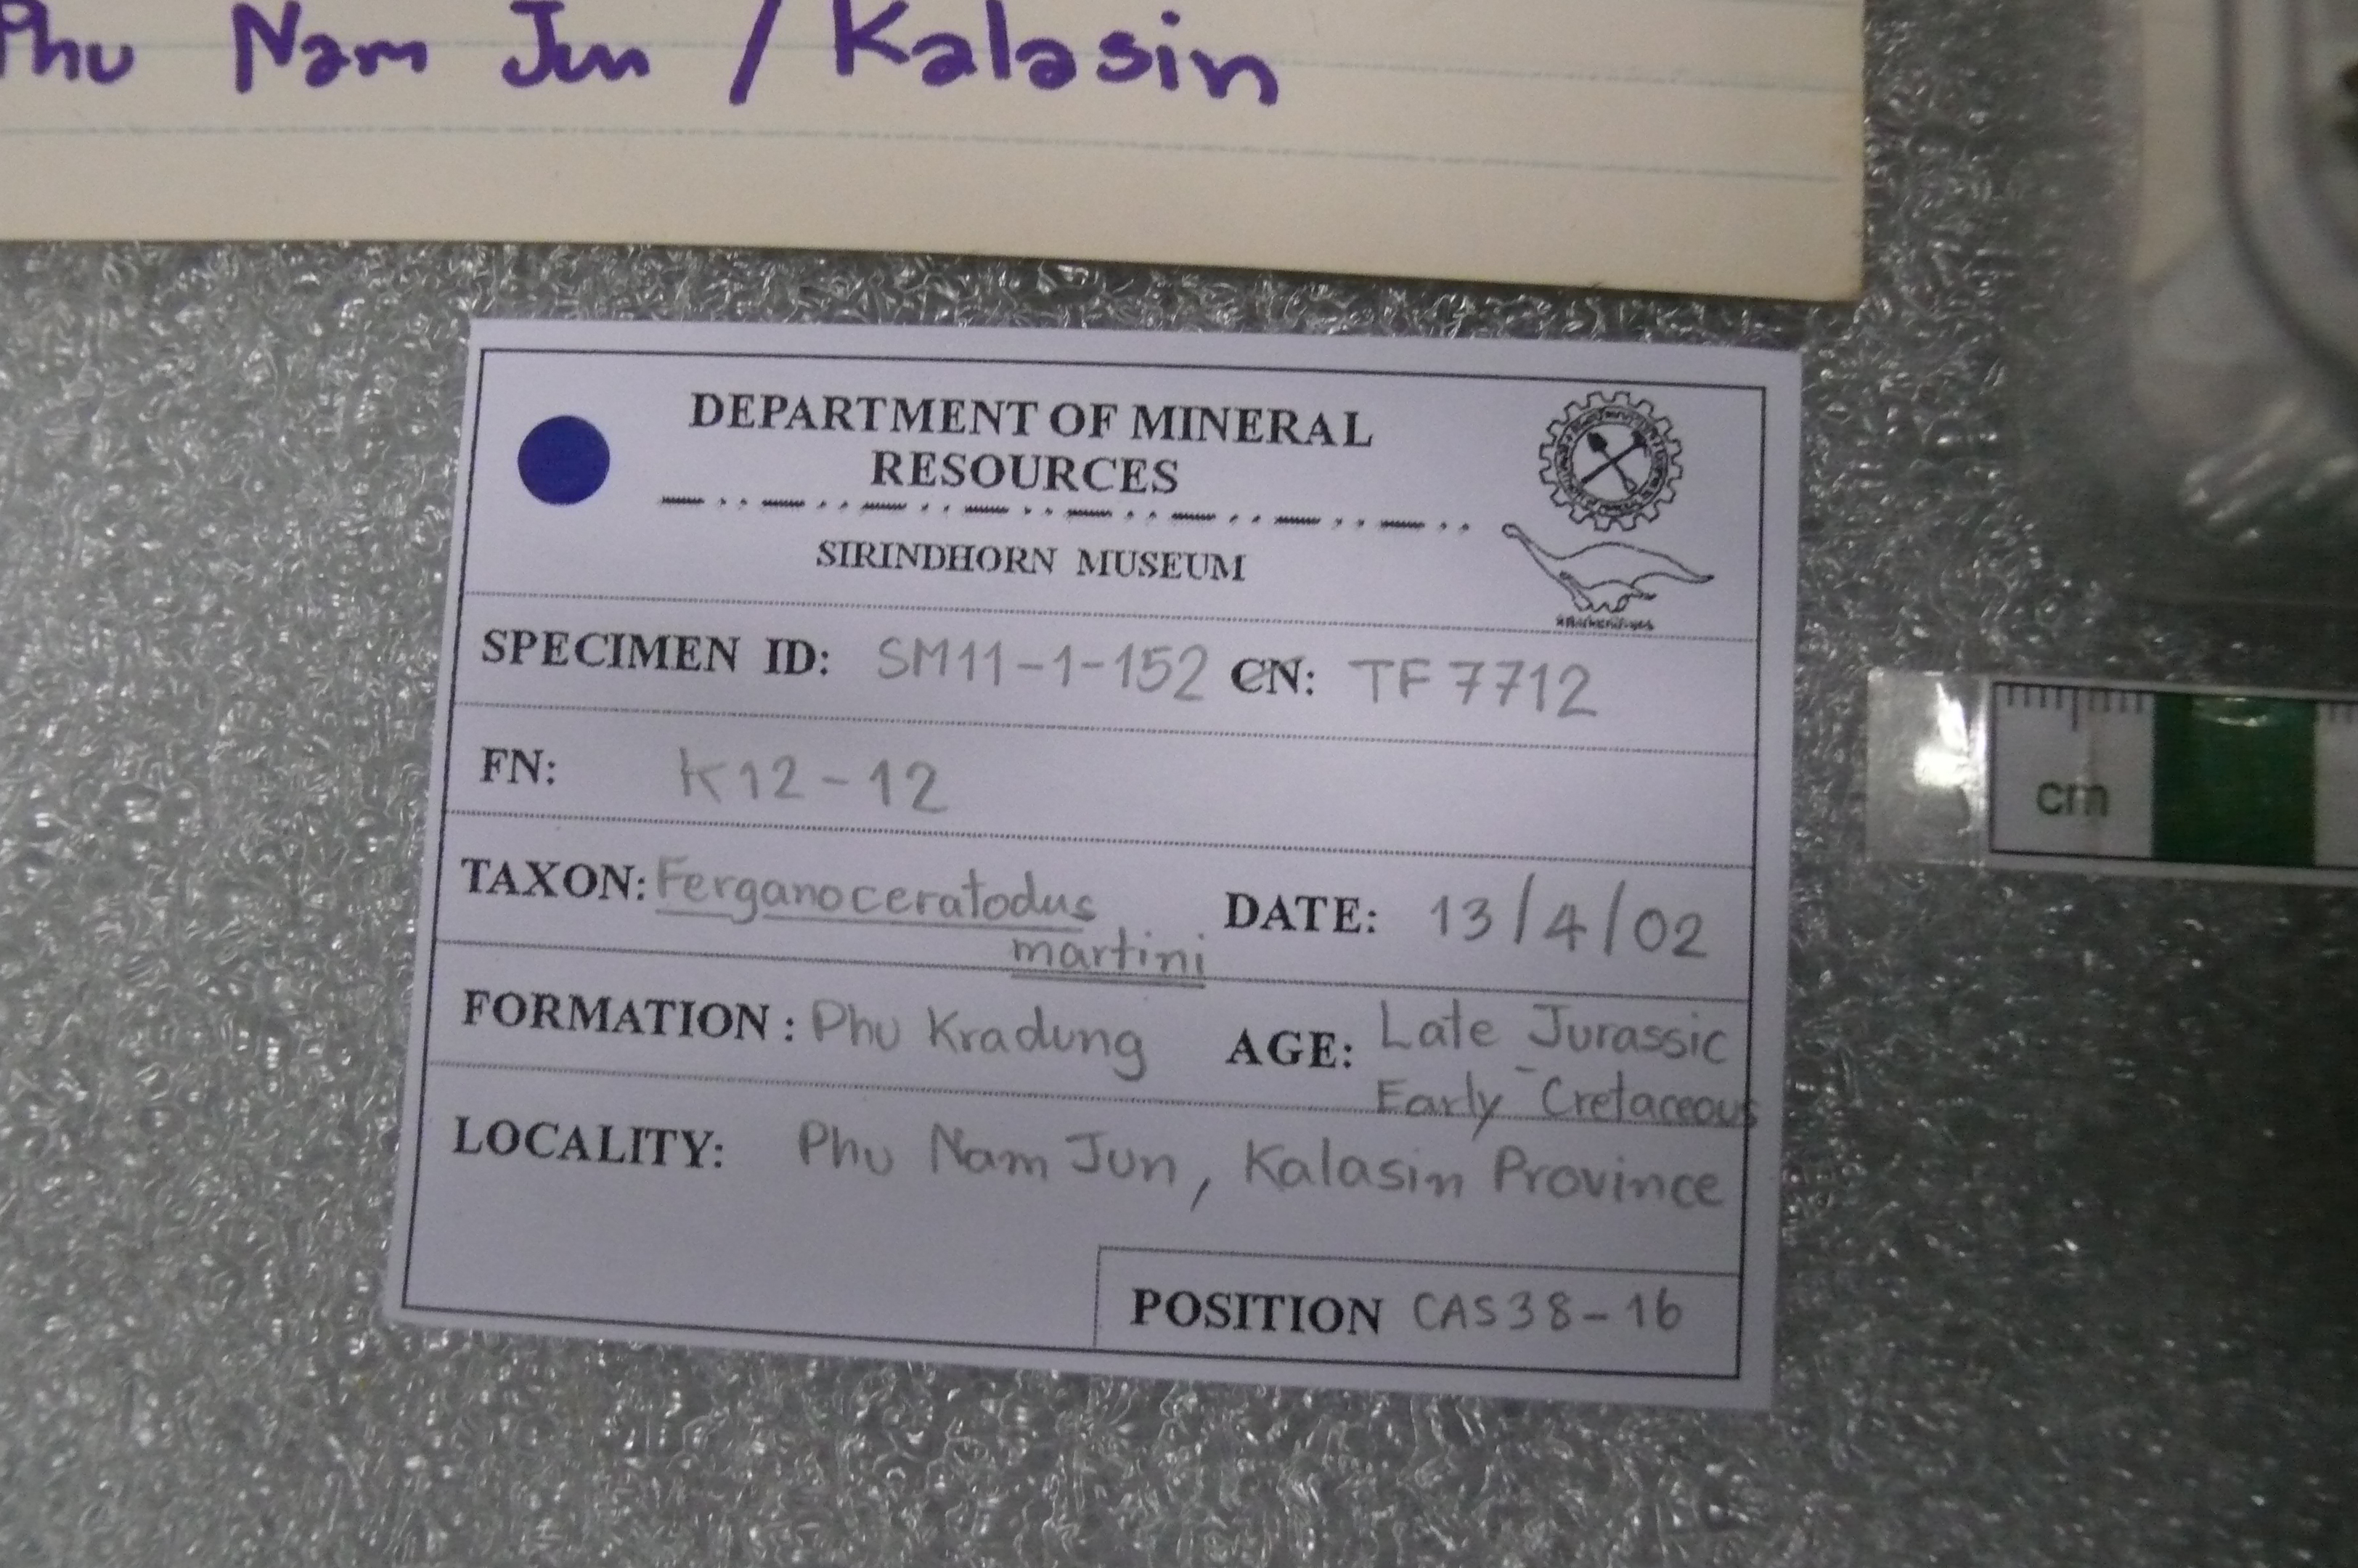 Phu Nam Jun / Kalasin
DEPARTMENT OF MINERAL
RESOURCES
SIRINDHORN MUSEUM
SPECIMEN ID: SM11-1-152 CN: TF 7712
FN: K12-12
TAXON: Ferganoceratodus
martini
DATE: 13/4/02
FORMATION: Phu Kradung
AGE: Late Jurassic
- Early Cretaceous
LOCALITY: Phu Nam Jun, Kalasin Province
POSITION CAS38-16
cm